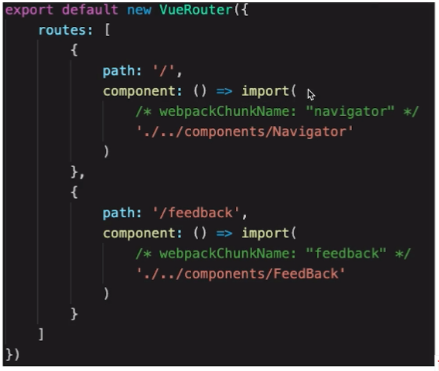 export default new VueRouter({
    routes: [
        {
            path: '/',
            component: () => import(
                /* webpackChunkName: "navigator" */
                './../components/Navigator'
            )
        },
        {
            path: '/feedback',
            component: () => import(
                /* webpackChunkName: "feedback" */
                './../components/FeedBack'
            )
        }
    ]
})